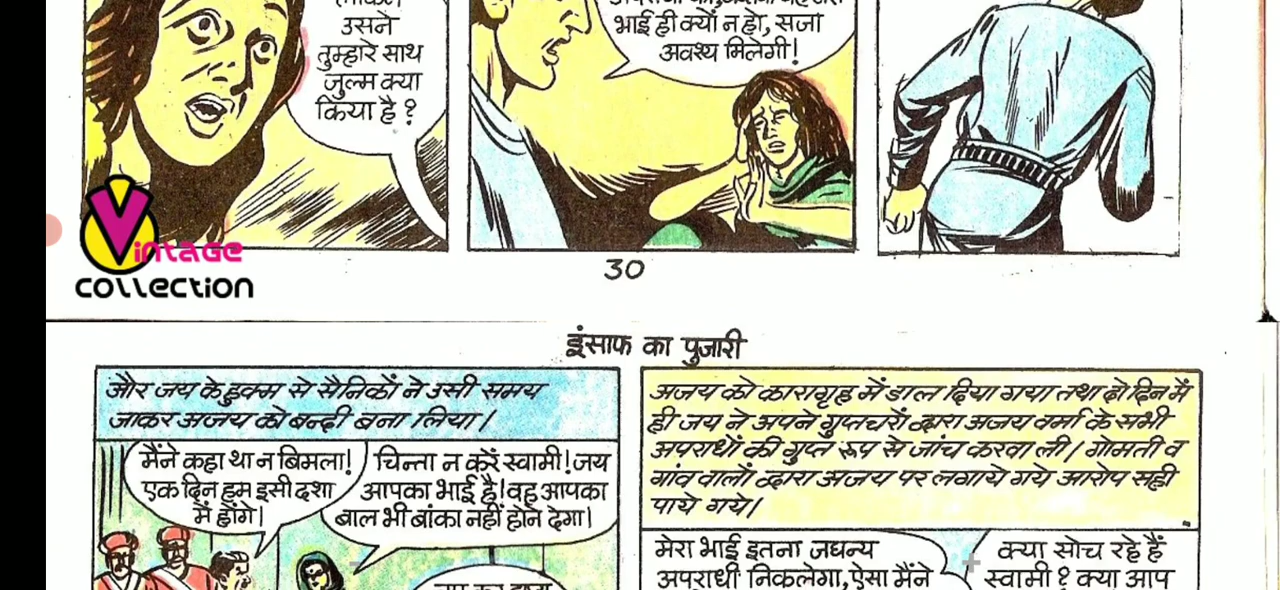 उसने
तुम्हारे साथ
जुल्म क्या
किया है ?
भाई ही क्यों न हो, सजा
अवश्य मिलेगी!
Vintage
collection
30
इंसाफ का पुजारी
और जय के हुक्म से सैनिकों ने उसी समय
जाकर अजय को बन्दी बना लिया।
मैंने कहा था न बिमला!
एक दिन हम इसी दशा
में होंगे।
चिन्ता न करें स्वामी! जय
आपका भाई है। वह आपका
बाल भी बांका नहीं होने देगा।
अजय को कारागृह में डाल दिया गया तथा दो दिन में
ही जय ने अपने गुप्तचरों द्वारा अजय वर्मा के सभी
अपराधों की गुप्त रूप से जांच करवा ली। गोमती व
गांव वालों द्वारा अजय पर लगाये गये आरोप सही
पाये गये।
मेरा भाई इतना जघन्य
अपराधी निकलेगा, ऐसा मैंने
क्या सोच रहे हैं
स्वामी ? क्या आप